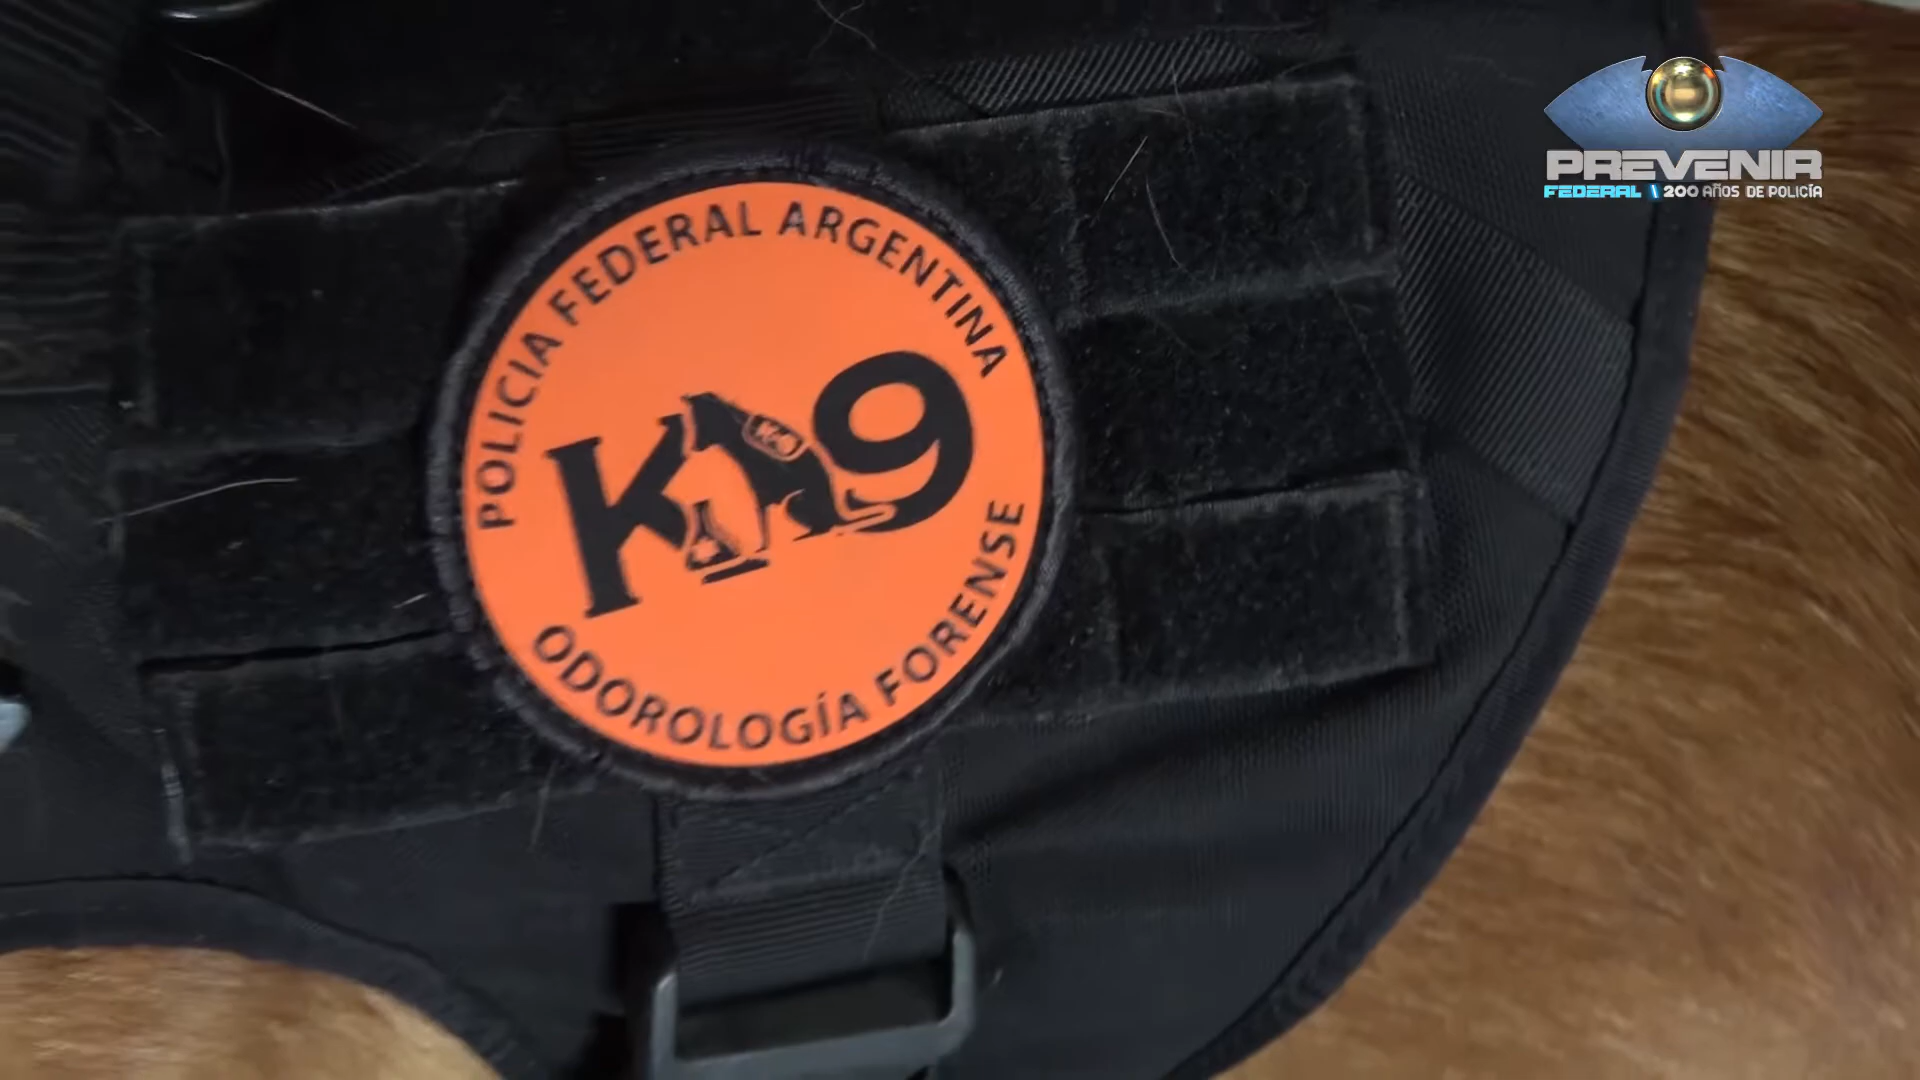 POLICIA FEDERAL ARGENTINA
K9
ODOROLOGÍA FORENSE
PREVENIR
FEDERAL \ 200 AÑOS DE POLICÍA